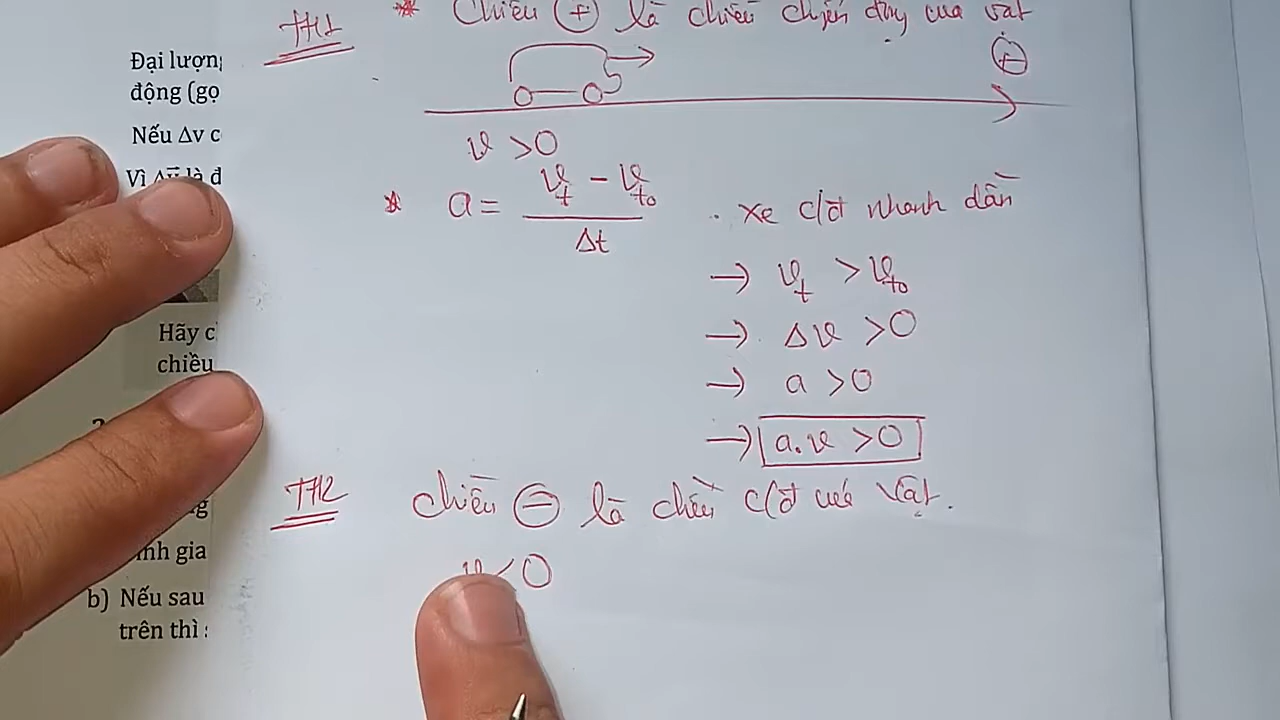 TH1
* Chiều (+) là chiều chuyển động của vật
(+)
v > 0
* a = (v_t - v_t0) / Δt
. xe c/đ nhanh dần
→ v_t > v_t0
→ Δv > 0
→ a > 0
→ a.v > 0
TH2 Chiều (-) là chiều c/đ của vật.
v < 0
Đại lượn
động (gọ
Nếu Δv c
Vì Δv là đ
Hãy c
chiều
nh gia
b) Nếu sau
trên thì